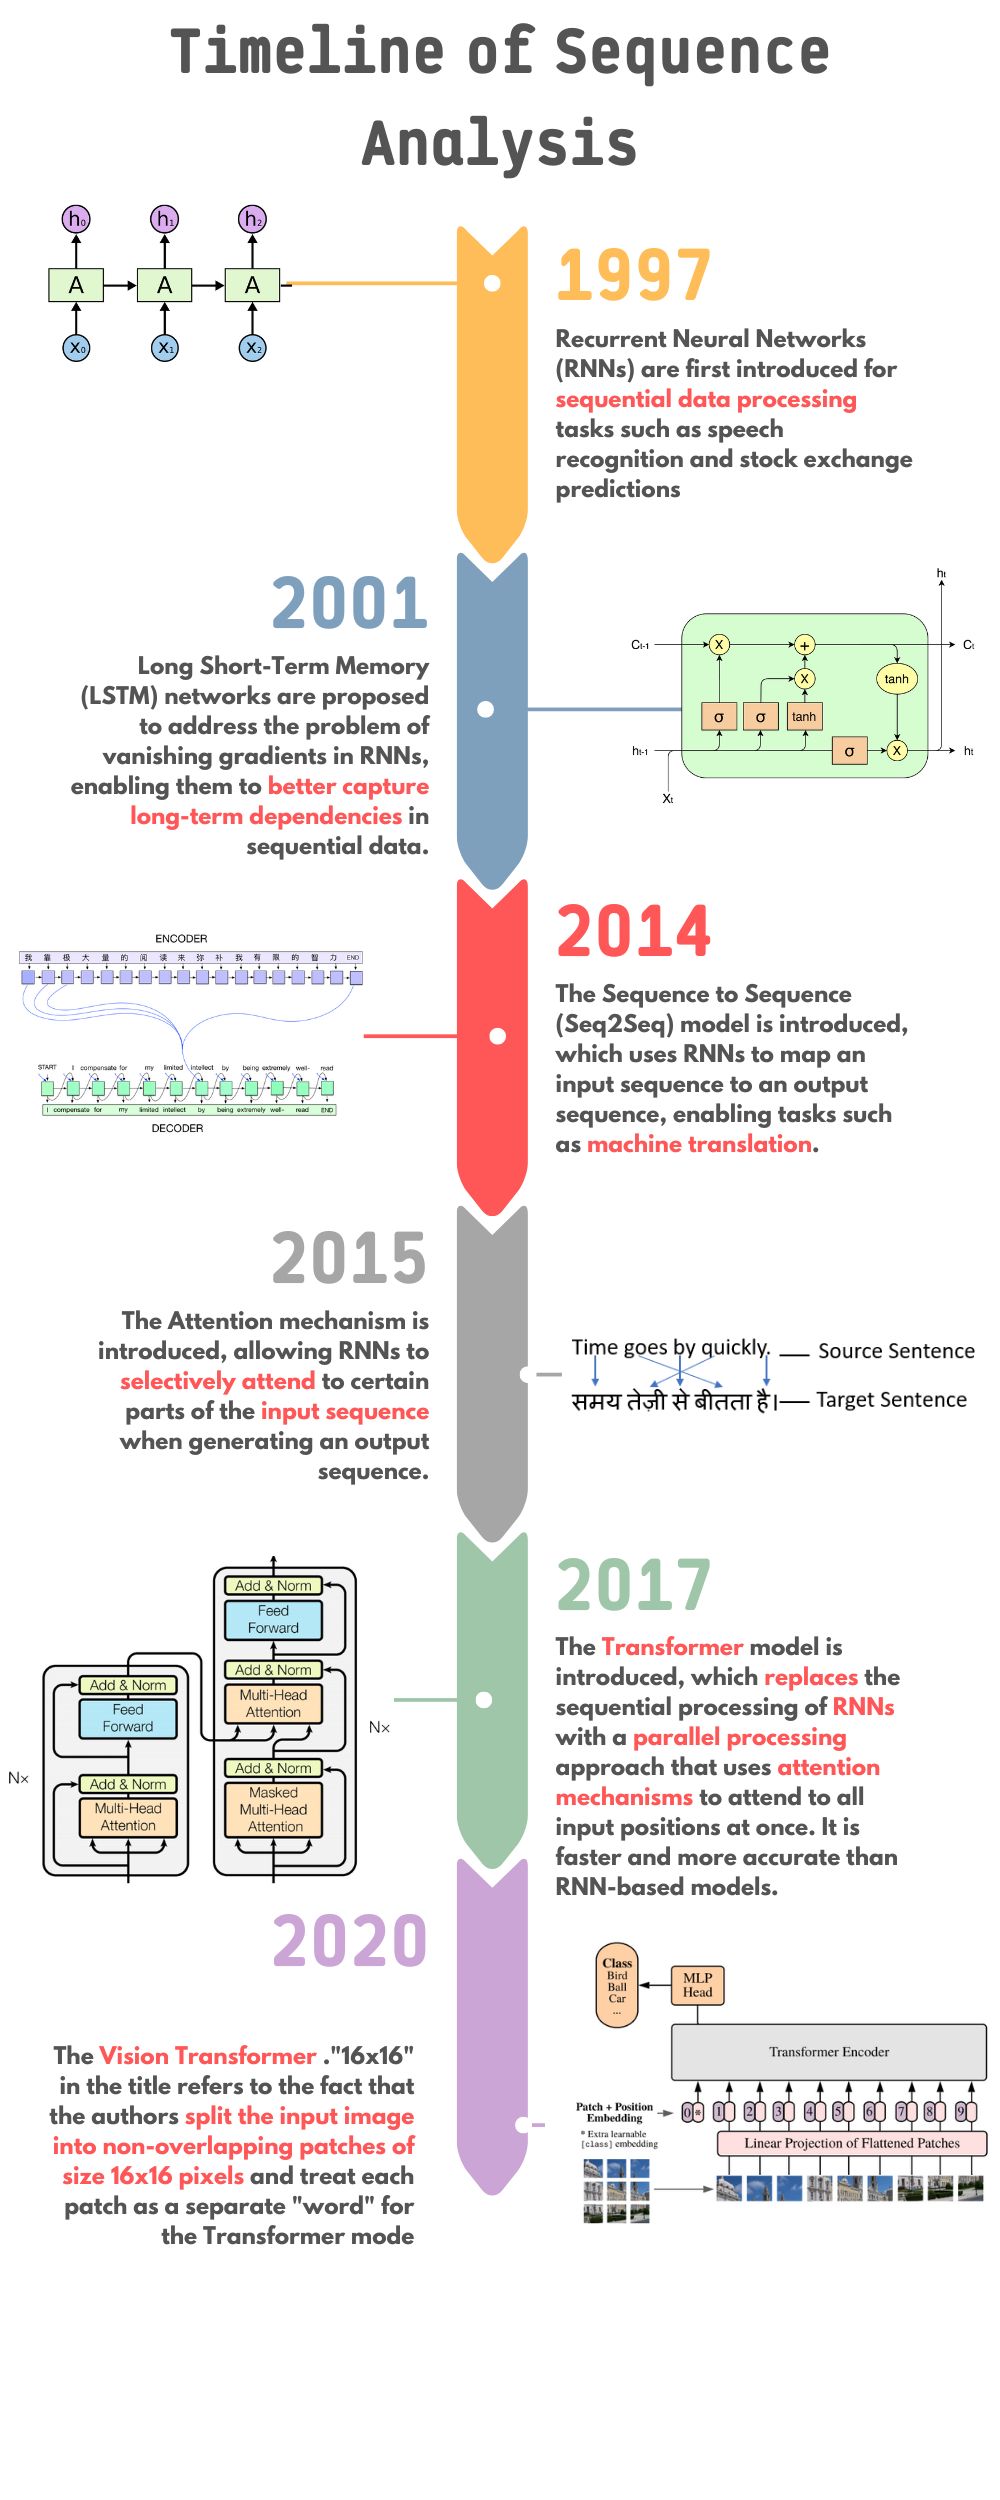 Timeline of Sequence
Analysis
h₀ h₁ h₂
A A A
x₀ x₁ x₂
1997
Recurrent Neural Networks
(RNNs) are first introduced for
sequential data processing
tasks such as speech
recognition and stock exchange
predictions
2001
Long Short-Term Memory
(LSTM) networks are proposed
to address the problem of
vanishing gradients in RNNs,
enabling them to better capture
long-term dependencies in
sequential data.
hₜ
Cₜ₋₁ X + Cₜ
X tanh
σ σ tanh
hₜ₋₁ σ X hₜ
Xₜ
2014
The Sequence to Sequence
(Seq2Seq) model is introduced,
which uses RNNs to map an
input sequence to an output
sequence, enabling tasks such
as machine translation.
ENCODER
我 靠 极 大 量 的 阅 读 来 弥 补 我 有 限 的 智 力 END
START I compensate for my limited intellect by being extremely well- read
I compensate for my limited intellect by being extremely well- read END
DECODER
2015
The Attention mechanism is
introduced, allowing RNNs to
selectively attend to certain
parts of the input sequence
when generating an output
sequence.
Time goes by quickly. Source Sentence
समय तेज़ी से बीतता है। Target Sentence
2017
The Transformer model is
introduced, which replaces the
sequential processing of RNNs
with a parallel processing
approach that uses attention
mechanisms to attend to all
input positions at once. It is
faster and more accurate than
RNN-based models.
Add & Norm
Feed
Forward
Add & Norm
Multi-Head
Attention
Nx
Add & Norm
Feed
Forward
Add & Norm
Multi-Head
Attention
Add & Norm
Masked
Multi-Head
Attention
Nx
2020
The Vision Transformer ."16x16"
in the title refers to the fact that
the authors split the input image
into non-overlapping patches of
size 16x16 pixels and treat each
patch as a separate "word" for
the Transformer mode
Class
Bird
Ball
Car
...
MLP
Head
Transformer Encoder
Patch + Position
Embedding
* Extra learnable
[class] embedding
0 * 1 2 3 4 5 6 7 8 9
Linear Projection of Flattened Patches